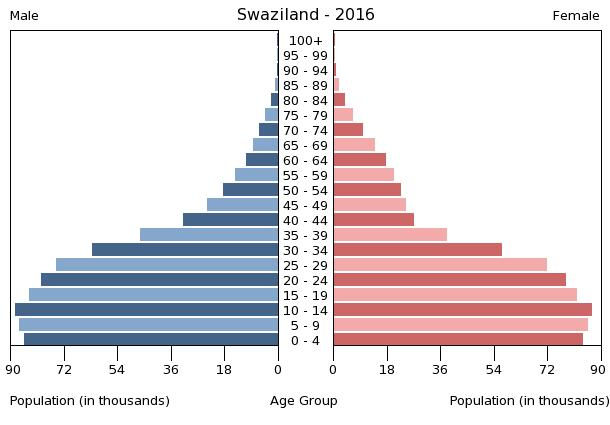 Swaziland - 2016
Male
Female
100+
95 - 99
90 - 94
85 - 89
80 - 84
75 - 79
70 - 74
65 - 69
60 - 64
55 - 59
50 - 54
45 - 49
40 - 44
35 - 39
30 - 34
25 - 29
20 - 24
15 - 19
10 - 14
5 - 9
0 - 4
90 72 54 36 18 0 0 18 36 54 72 90
Population (in thousands) Age Group Population (in thousands)